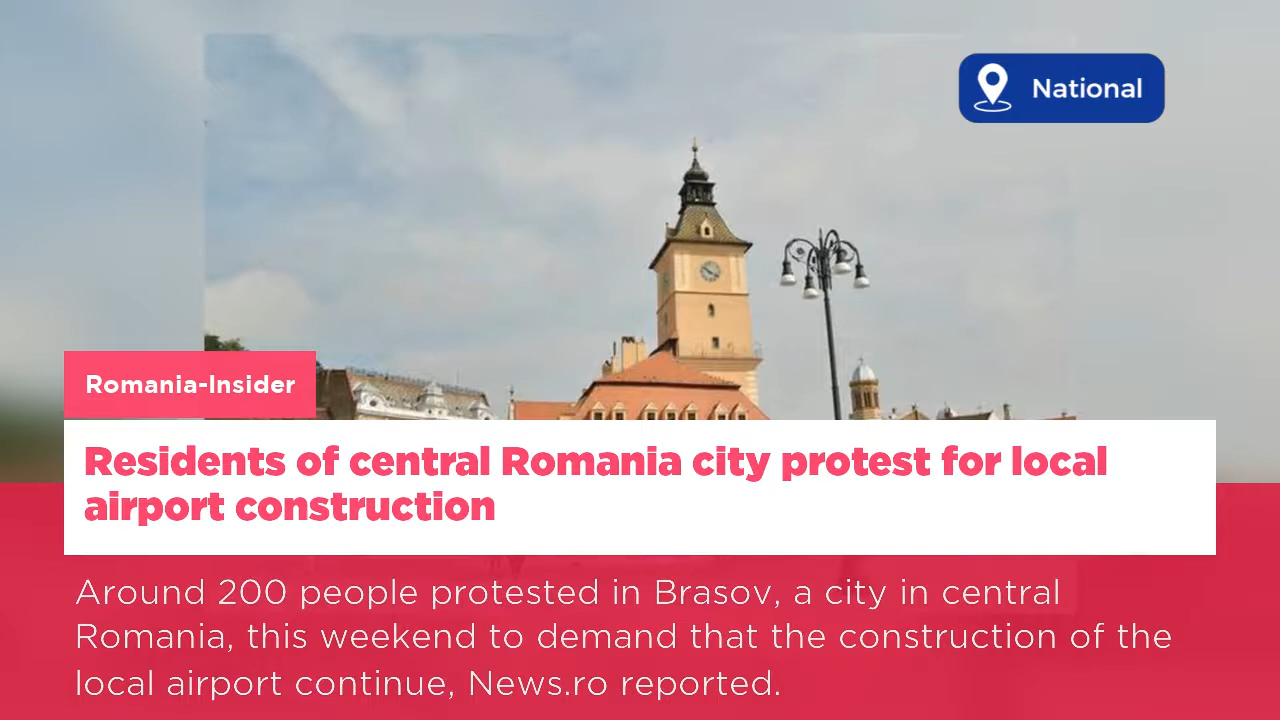 National
Romania-Insider
Residents of central Romania city protest for local
airport construction
Around 200 people protested in Brasov, a city in central
Romania, this weekend to demand that the construction of the
local airport continue, News.ro reported.